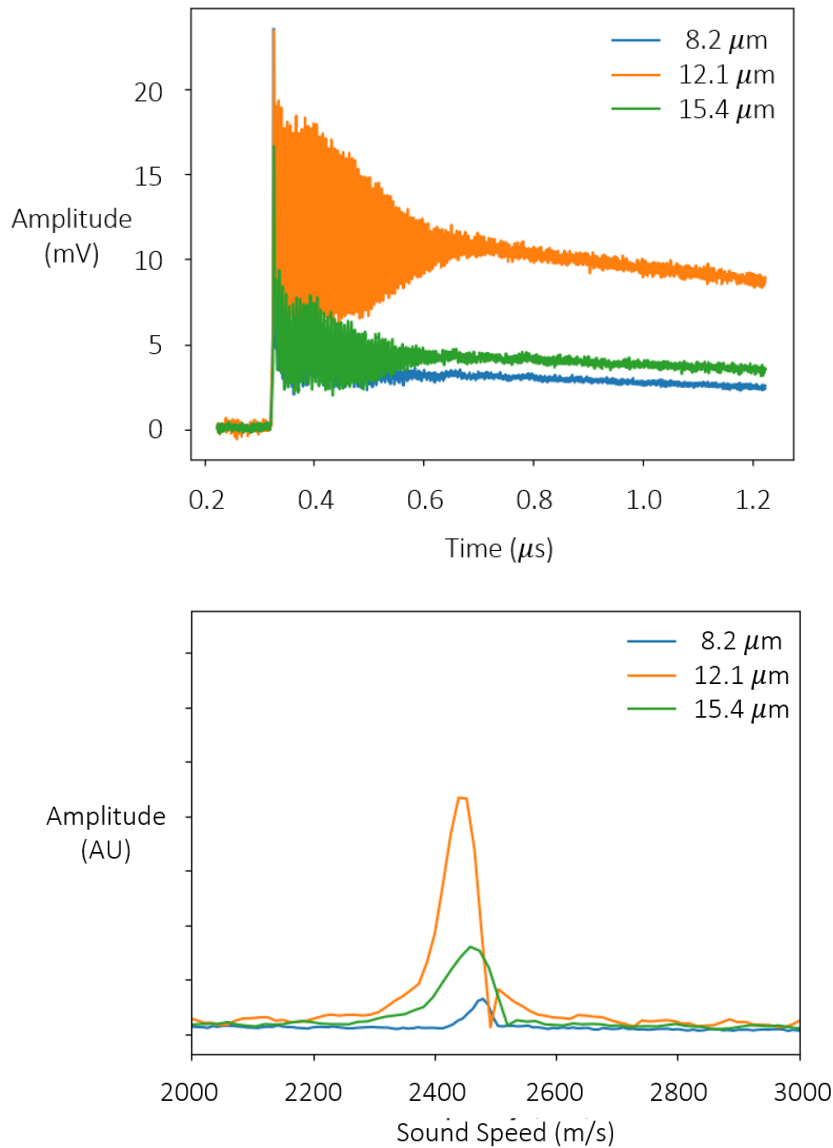 8.2 μm
12.1 μm
15.4 μm
20
15
Amplitude
(mV)
10
5
0
0.2 0.4 0.6 0.8 1.0 1.2
Time (μs)
8.2 μm
12.1 μm
15.4 μm
Amplitude
(AU)
2000 2200 2400 2600 2800 3000
Sound Speed (m/s)